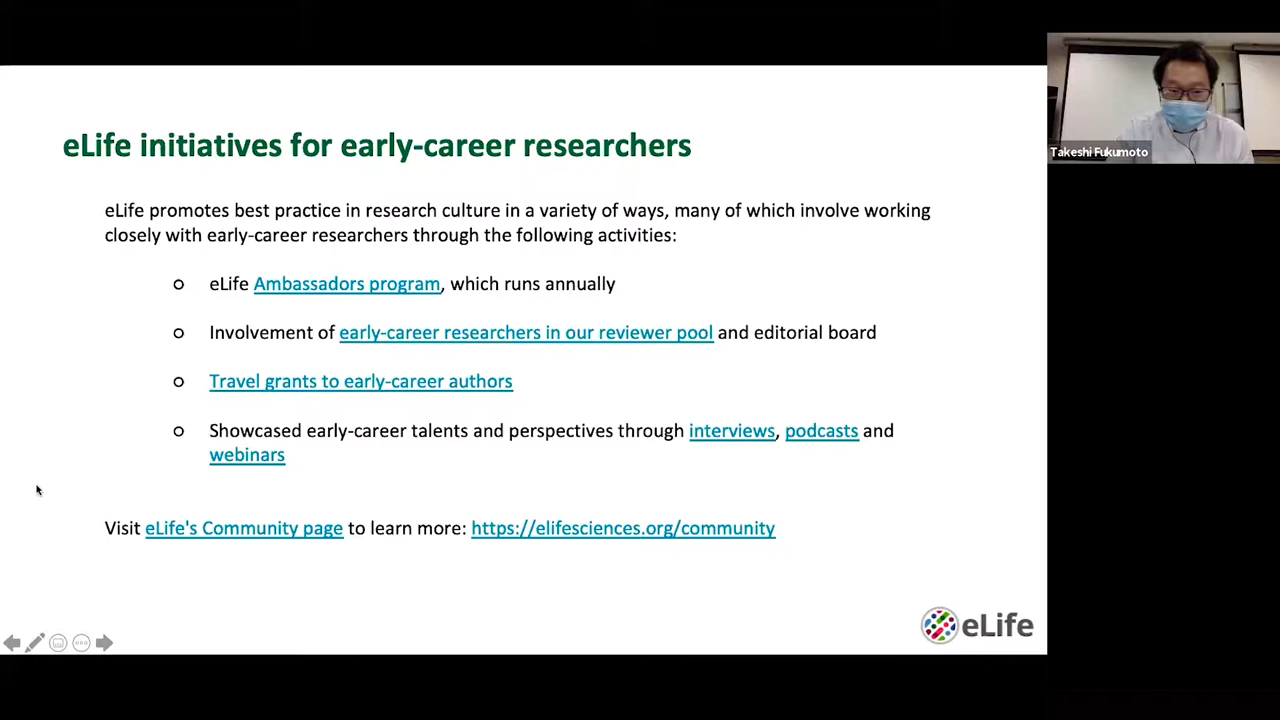 eLife initiatives for early-career researchers
eLife promotes best practice in research culture in a variety of ways, many of which involve working
closely with early-career researchers through the following activities:
eLife Ambassadors program, which runs annually
Involvement of early-career researchers in our reviewer pool and editorial board
Travel grants to early-career authors
Showcased early-career talents and perspectives through interviews, podcasts and
webinars
Visit eLife's Community page to learn more: https://elifesciences.org/community
eLife
Takeshi Fukumoto